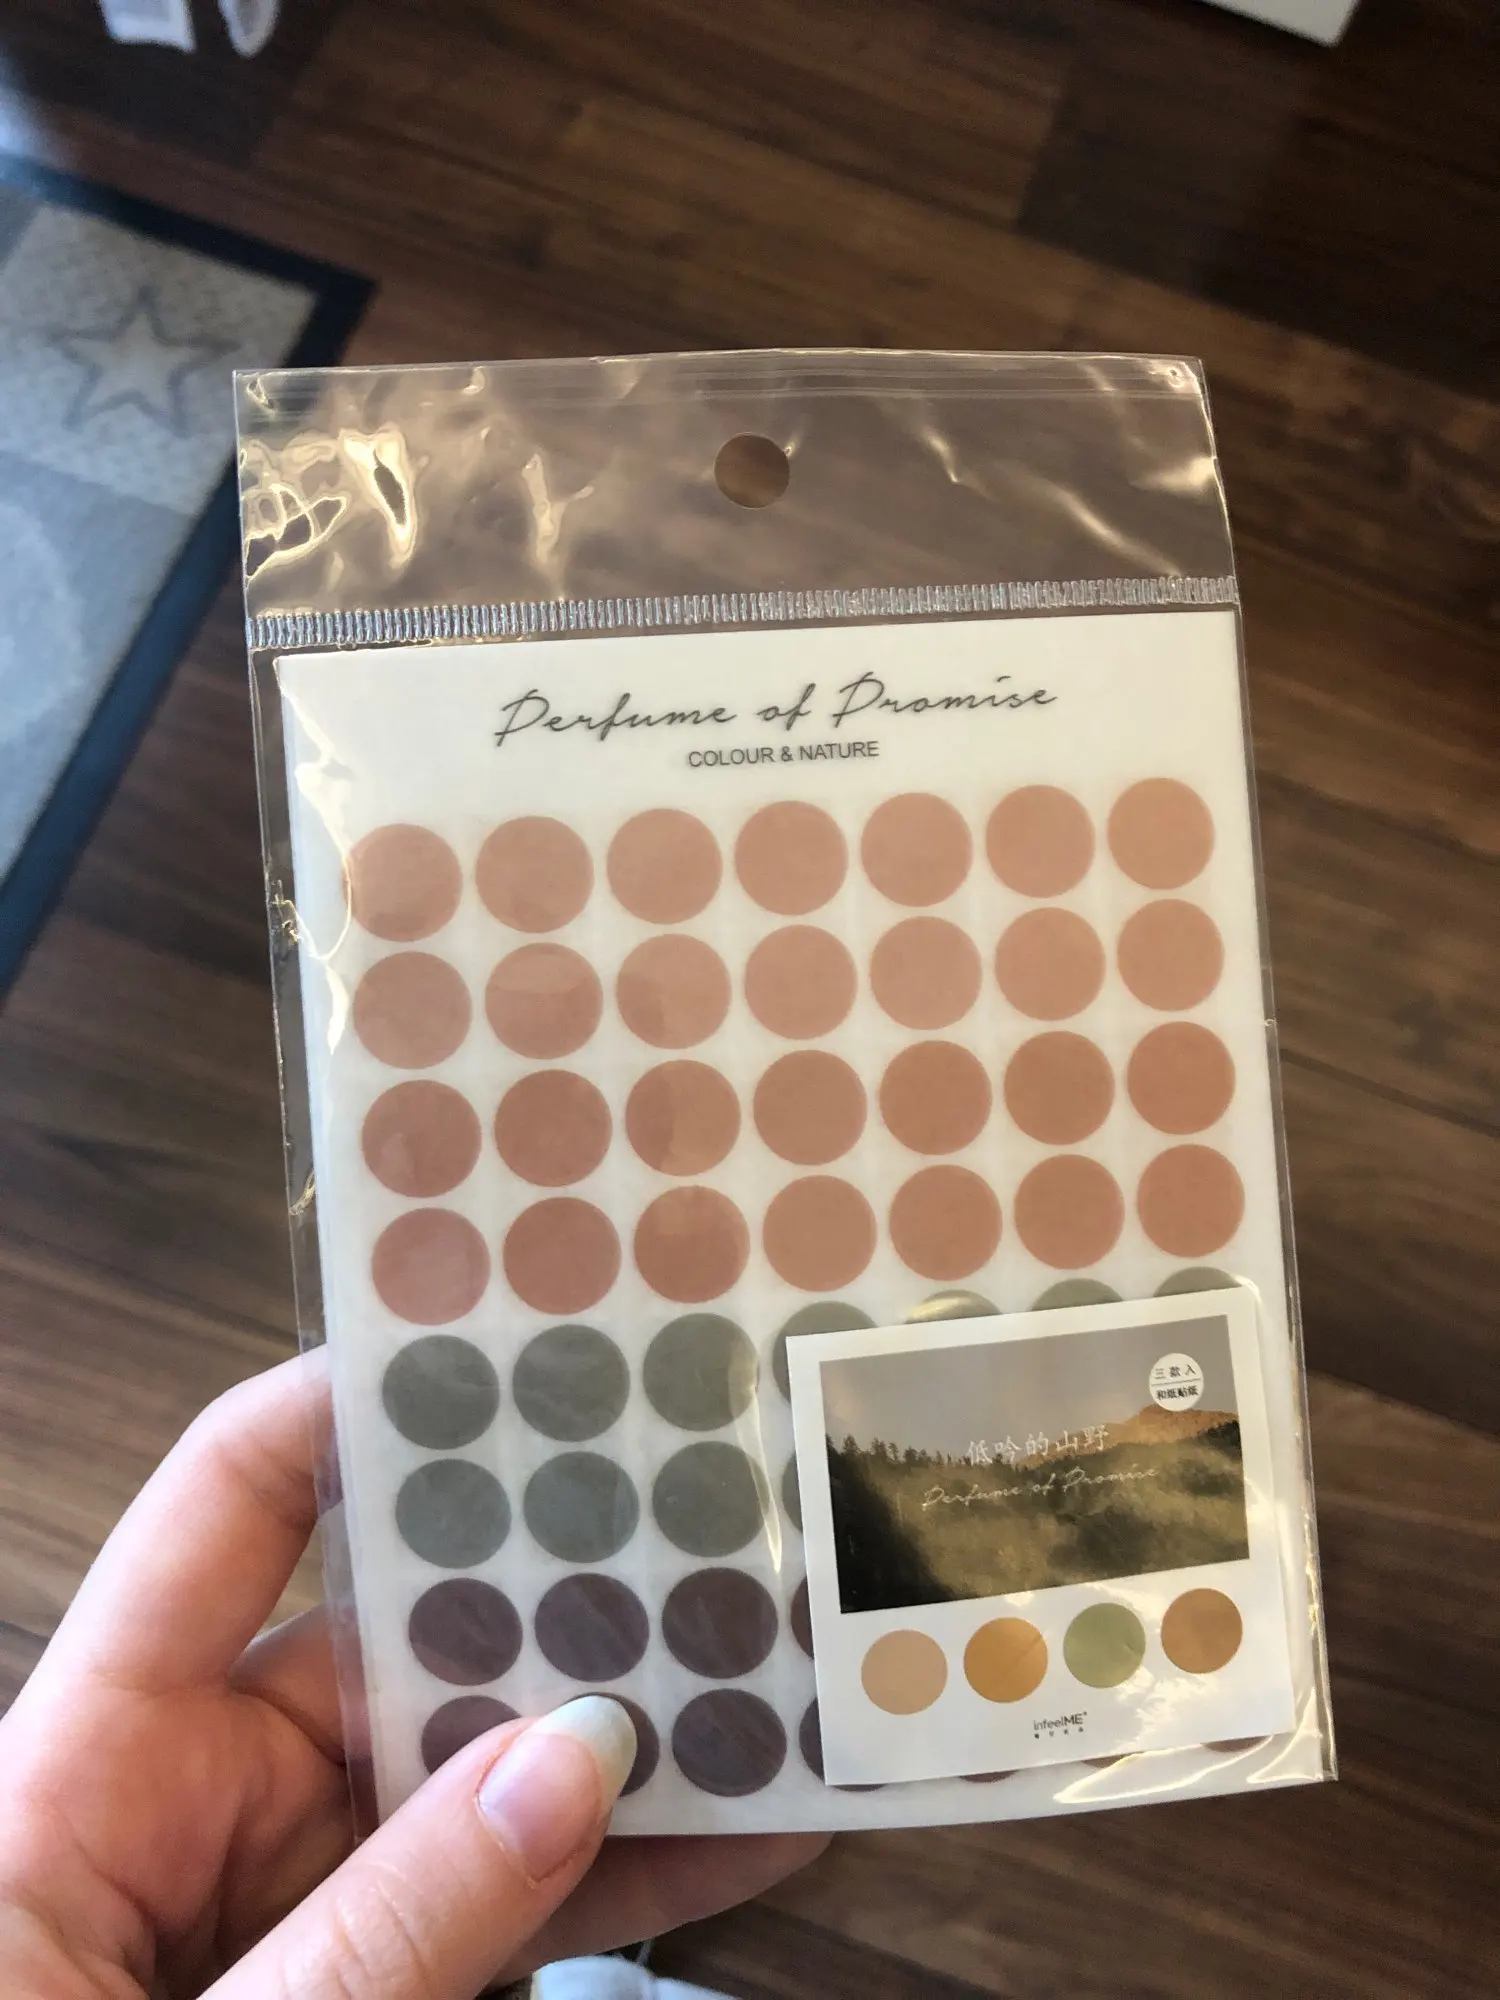 Perfume of Promise
COLOUR & NATURE
三款入
和纸贴纸
低吟的山野
Perfume of Promise
infeelME